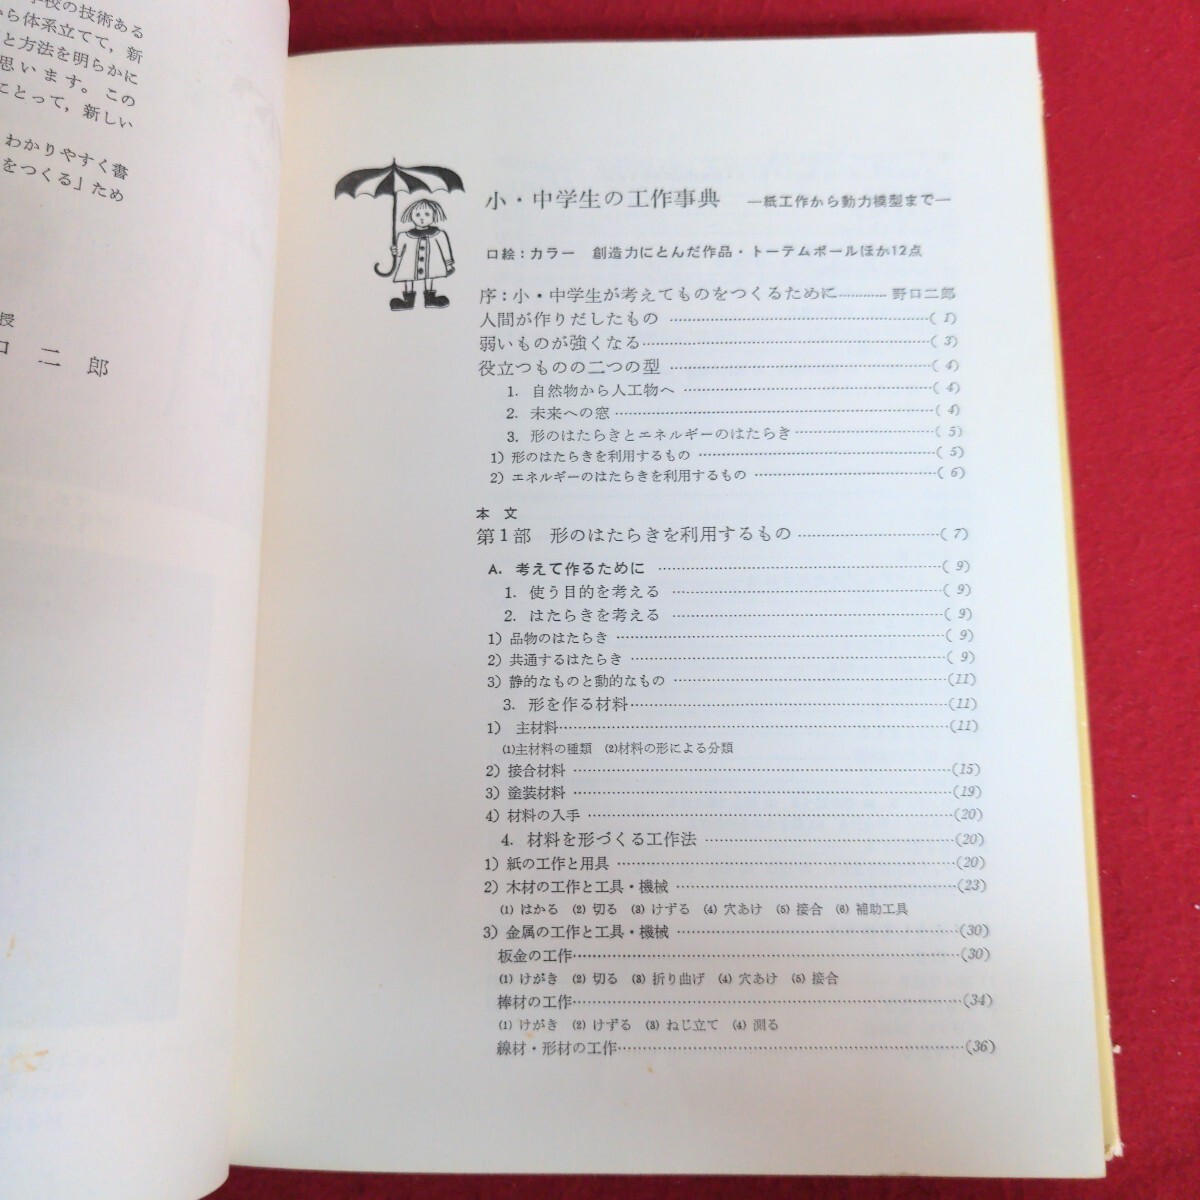 学校の技術ある
から体系立てて，新
と方法を明らかに
思います。この
にとって，新しい
わかりやすく書
をつくる」ため
授
口 二 郎
小・中学生の工作事典 ―紙工作から動力模型まで―
口絵：カラー 創造力にとんだ作品・トーテムポールほか12点
序：小・中学生が考えてものをつくるために…………野口二郎
人間が作りだしたもの……………( 1)
弱いものが強くなる……………( 3)
役立つものの二つの型……………( 4)
1. 自然物から人工物へ……………( 4)
2. 未来への窓……………( 4)
3. 形のはたらきとエネルギーのはたらき……………( 5)
1) 形のはたらきを利用するもの……………( 5)
2) エネルギーのはたらきを利用するもの……………( 6)
本 文
第1部 形のはたらきを利用するもの……………( 7)
A. 考えて作るために……………( 9)
1. 使う目的を考える……………( 9)
2. はたらきを考える……………( 9)
1) 品物のはたらき……………( 9)
2) 共通するはたらき……………( 9)
3) 静的なものと動的なもの……………(11)
3. 形を作る材料……………(11)
1) 主材料……………(11)
(1)主材料の種類 (2)材料の形による分類
2) 接合材料……………(15)
3) 塗装材料……………(19)
4) 材料の入手……………(20)
4. 材料を形づくる工作法……………(20)
1) 紙の工作と用具……………(20)
2) 木材の工作と工具・機械……………(23)
(1) はかる (2) 切る (3) けずる (4) 穴あけ (5) 接合 (6) 補助工具
3) 金属の工作と工具・機械……………(30)
板金の工作……………(30)
(1) けがき (2) 切る (3) 折り曲げ (4) 穴あけ (5) 接合
棒材の工作……………(34)
(1) けがき (2) けずる (3) ねじ立て (4) 測る
線材・形材の工作……………(36)